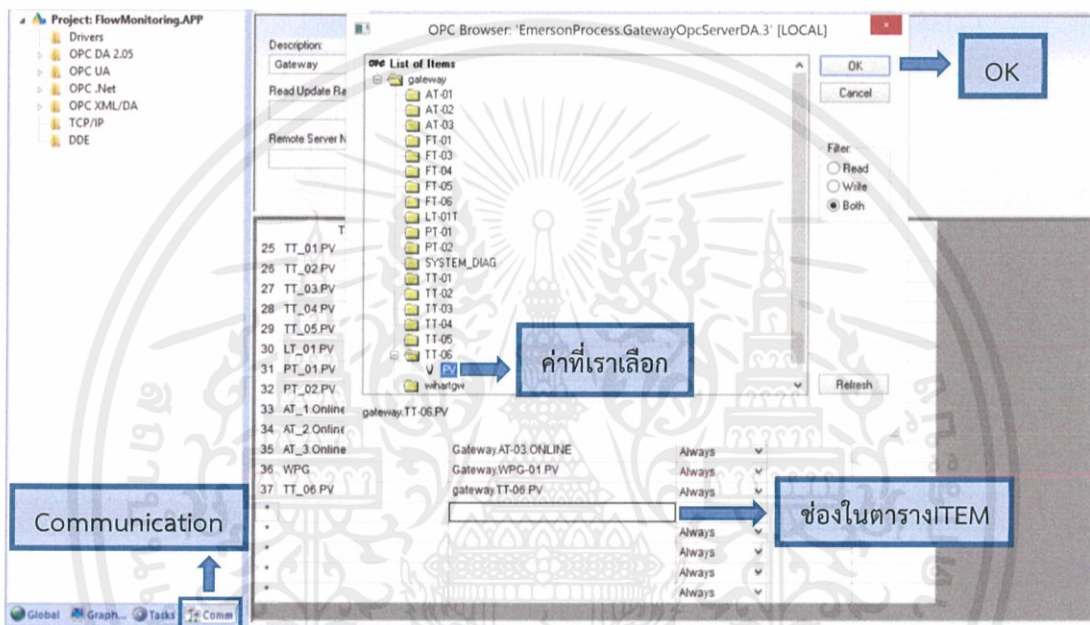 Project: FlowMonitoring.APP
Drivers
OPC DA 2.05
OPC UA
OPC .Net
OPC XML/DA
TCP/IP
DDE
Description:
Gateway
Read Update Ra
Remote Server N
OPC Browser: 'EmersonProcess.GatewayOpcServerDA.3' [LOCAL]
List of Items
gateway
AT-01
AT-02
AT-03
FT-01
FT-03
FT-04
FT-05
FT-06
LT-01T
PT-01
PT-02
SYSTEM_DIAG
TT-01
TT-02
TT-03
TT-04
TT-05
TT-06
PV
wihartgw
gateway.TT-06.PV
OK
Cancel
Filter:
Read
Write
Both
Refresh
OK
ค่าที่เราเลือก
T
25 TT_01.PV
26 TT_02.PV
27 TT_03.PV
28 TT_04.PV
29 TT_05.PV
30 LT_01.PV
31 PT_01.PV
32 PT_02.PV
33 AT_1.Online
34 AT_2.Online
35 AT_3.Online Gateway.AT-03.ONLINE Always
36 WPG Gateway.WPG-01.PV Always
37 TT_06.PV gateway.TT-06.PV Always
* ช่องในตารางITEM
* Always
* Always
* Always
* Always
Communication
Global Graph... Tasks Comm